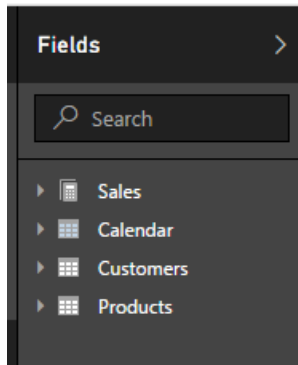 Fields
Search
Sales
Calendar
Customers
Products